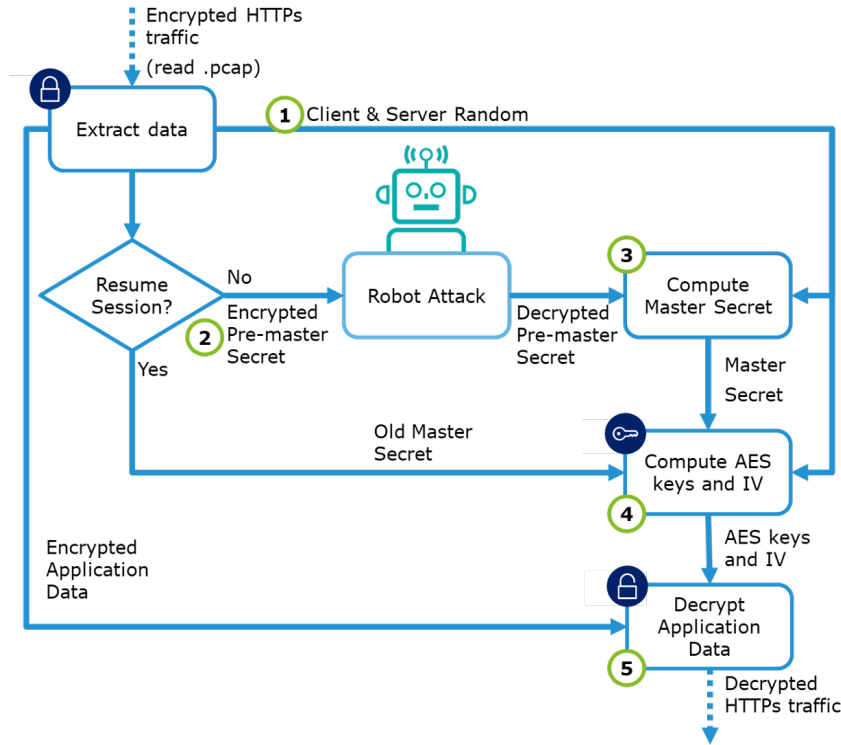 Encrypted HTTPs
traffic
(read .pcap)
Extract data
1
Client & Server Random
Resume
Session?
No
2
Encrypted
Pre-master
Secret
Robot Attack
Decrypted
Pre-master
Secret
3
Compute
Master Secret
Yes
Master
Secret
Old Master
Secret
Compute AES
keys and IV
4
AES keys
and IV
Encrypted
Application
Data
Decrypt
Application
Data
5
Decrypted
HTTPs traffic